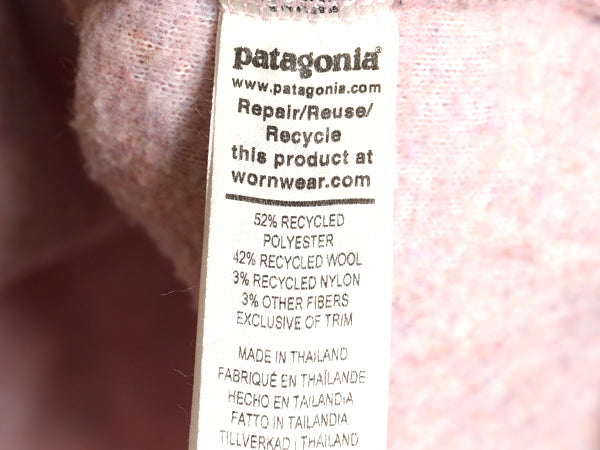 patagonia®
www.patagonia.com
Repair/Reuse/
Recycle
this product at
wornwear.com
52% RECYCLED
POLYESTER
42% RECYCLED WOOL
3% RECYCLED NYLON
3% OTHER FIBERS
EXCLUSIVE OF TRIM
MADE IN THAILAND
FABRIQUÉ EN THAÏLANDE
HECHO EN TAILANDIA
FATTO IN TAILANDIA
TILLVERKAD I THAILAND